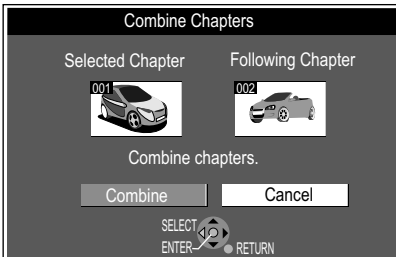 Combine Chapters
Selected Chapter Following Chapter
001 002
Combine chapters.
Combine Cancel
SELECT
ENTER RETURN